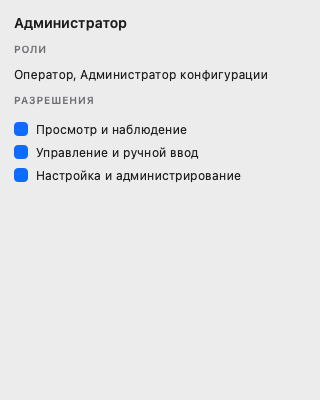 Администратор
РОЛИ
Оператор, Администратор конфигурации
РАЗРЕШЕНИЯ
Просмотр и наблюдение
Управление и ручной ввод
Настройка и администрирование